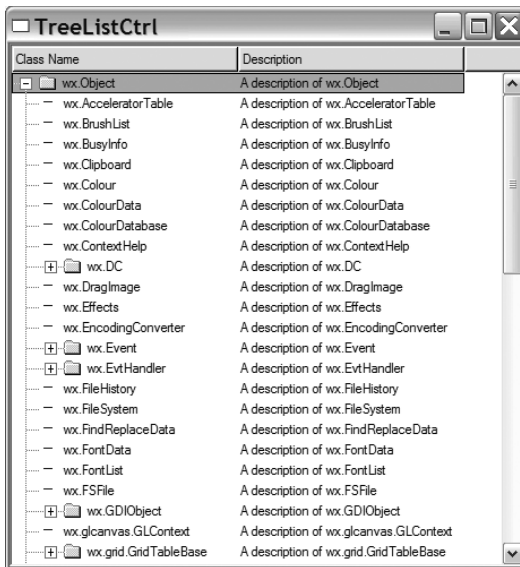 TreeListCtrl
Class Name Description
wx.Object A description of wx.Object
wx.AcceleratorTable A description of wx.AcceleratorTable
wx.BrushList A description of wx.BrushList
wx.BusyInfo A description of wx.BusyInfo
wx.Clipboard A description of wx.Clipboard
wx.Colour A description of wx.Colour
wx.ColourData A description of wx.ColourData
wx.ColourDatabase A description of wx.ColourDatabase
wx.ContextHelp A description of wx.ContextHelp
wx.DC A description of wx.DC
wx.DragImage A description of wx.DragImage
wx.Effects A description of wx.Effects
wx.EncodingConverter A description of wx.EncodingConverter
wx.Event A description of wx.Event
wx.EvtHandler A description of wx.EvtHandler
wx.FileHistory A description of wx.FileHistory
wx.FileSystem A description of wx.FileSystem
wx.FindReplaceData A description of wx.FindReplaceData
wx.FontData A description of wx.FontData
wx.FontList A description of wx.FontList
wx.FSFile A description of wx.FSFile
wx.GDIObject A description of wx.GDIObject
wx.glcanvas.GLContext A description of wx.glcanvas.GLContext
wx.grid.GridTableBase A description of wx.grid.GridTableBase